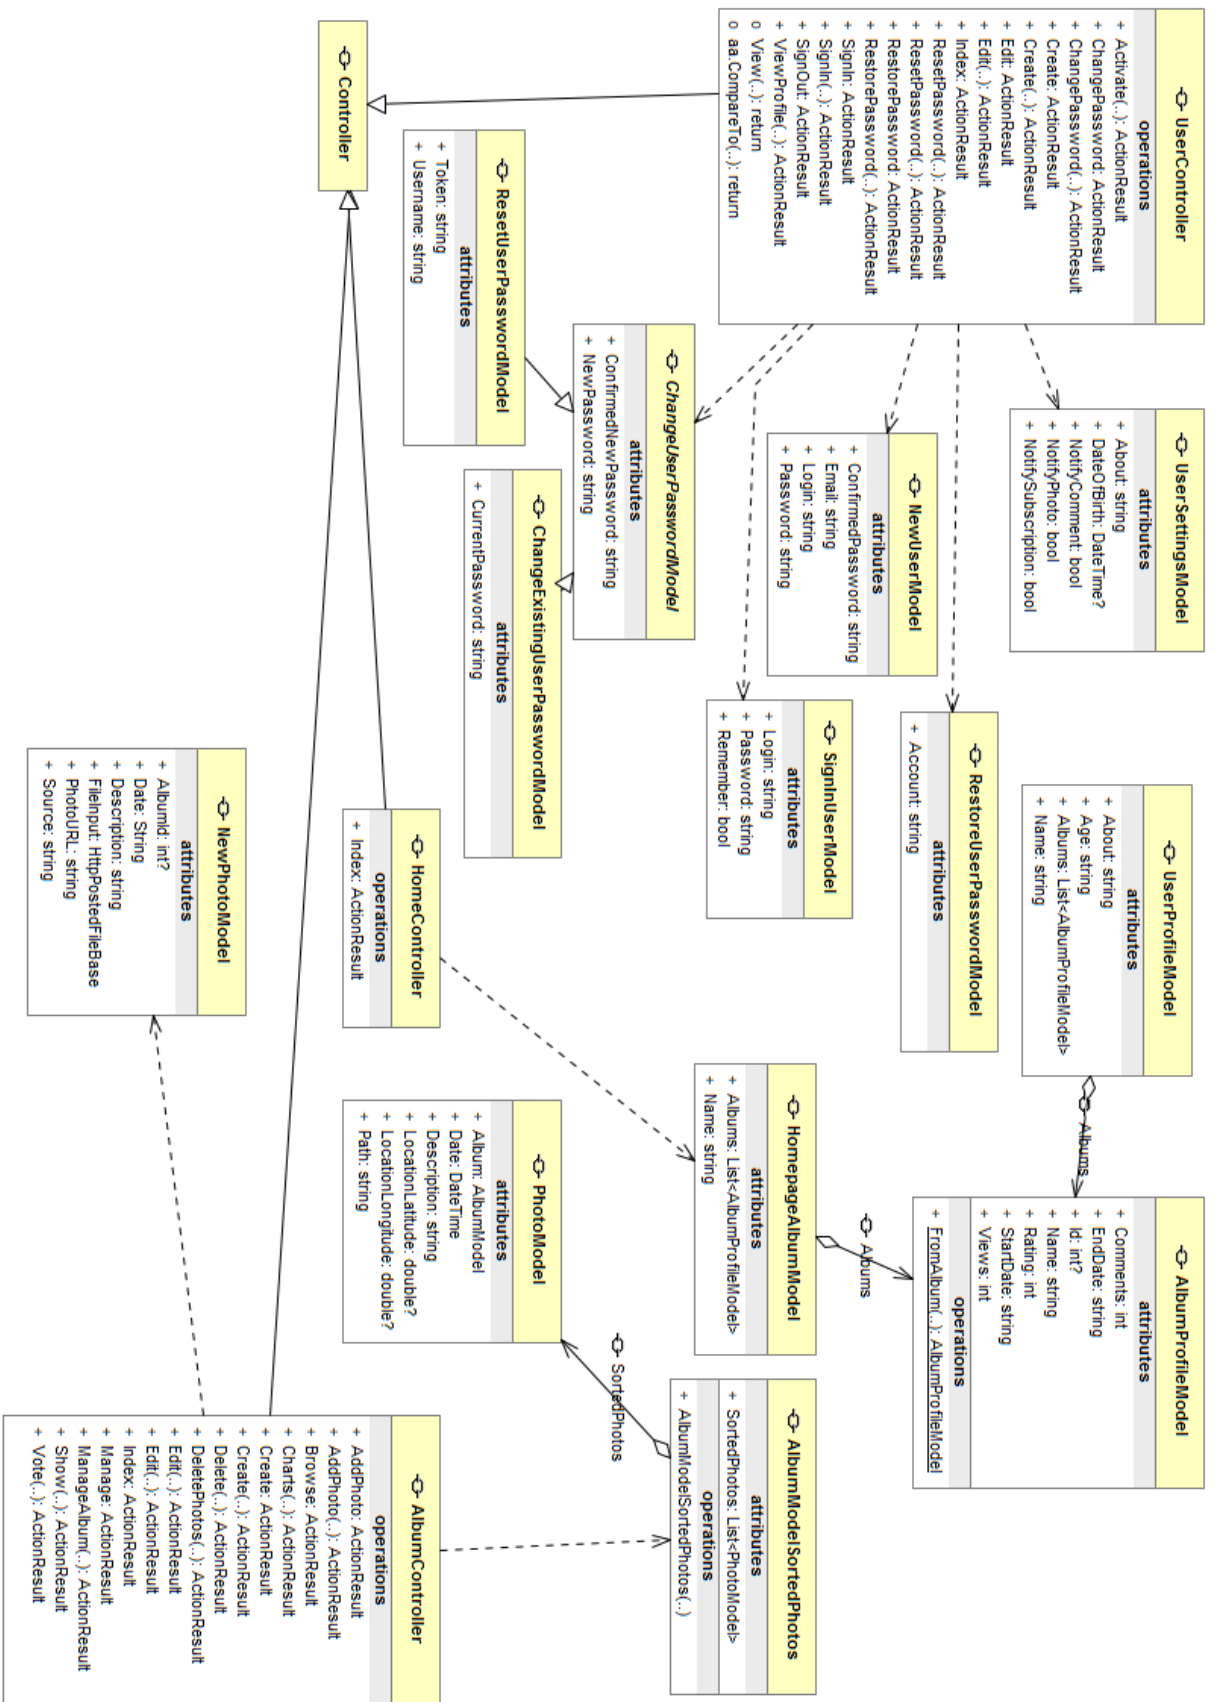 UserController
operations
+ Activate(..): ActionResult
+ ChangePassword: ActionResult
+ ChangePassword(..): ActionResult
+ Create: ActionResult
+ Create(..): ActionResult
+ Edit: ActionResult
+ Edit(..): ActionResult
+ Index: ActionResult
+ ResetPassword(..): ActionResult
+ ResetPassword(..): ActionResult
+ RestorePassword: ActionResult
+ RestorePassword(..): ActionResult
+ SignIn: ActionResult
+ SignIn(..): ActionResult
+ SignOut: ActionResult
+ ViewProfile(..): ActionResult
o View(..): return
o aa.CompareTo(..): return
Controller
UserSettingsModel
attributes
+ About: string
+ DateOfBirth: DateTime?
+ NotifyComment: bool
+ NotifyPhoto: bool
+ NotifySubscription: bool
NewUserModel
attributes
+ ConfirmedPassword: string
+ Email: string
+ Login: string
+ Password: string
ChangeUserPasswordModel
attributes
+ ConfirmedNewPassword: string
+ NewPassword: string
ResetUserPasswordModel
attributes
+ Token: string
+ Username: string
ChangeExistingUserPasswordModel
attributes
+ CurrentPassword: string
RestoreUserPasswordModel
attributes
+ Account: string
SignInUserModel
attributes
+ Login: string
+ Password: string
+ Remember: bool
UserProfileModel
attributes
+ About: string
+ Age: string
+ Albums: List<AlbumProfileModel>
+ Name: string
Albums
AlbumProfileModel
attributes
+ Comments: int
+ EndDate: string
+ Id: int?
+ Name: string
+ Rating: int
+ StartDate: string
+ Views: int
operations
+ FromAlbum(..): AlbumProfileModel
Albums
HomepageAlbumModel
attributes
+ Albums: List<AlbumProfileModel>
+ Name: string
HomeController
operations
+ Index: ActionResult
NewPhotoModel
attributes
+ AlbumId: int?
+ Date: String
+ Description: string
+ FileInput: HttpPostedFileBase
+ PhotoURL: string
+ Source: string
PhotoModel
attributes
+ Album: AlbumModel
+ Date: DateTime
+ Description: string
+ LocationLatitude: double?
+ LocationLongitude: double?
+ Path: string
SortedPhotos
AlbumModelSortedPhotos
attributes
+ SortedPhotos: List<PhotoModel>
operations
+ AlbumModelSortedPhotos(..)
AlbumController
operations
+ AddPhoto: ActionResult
+ AddPhoto(..): ActionResult
+ Browse: ActionResult
+ Charts(..): ActionResult
+ Create: ActionResult
+ Create(..): ActionResult
+ Delete(..): ActionResult
+ DeletePhotos(..): ActionResult
+ Edit(..): ActionResult
+ Edit(..): ActionResult
+ Index: ActionResult
+ Manage: ActionResult
+ ManageAlbum(..): ActionResult
+ Show(..): ActionResult
+ Vote(..): ActionResult